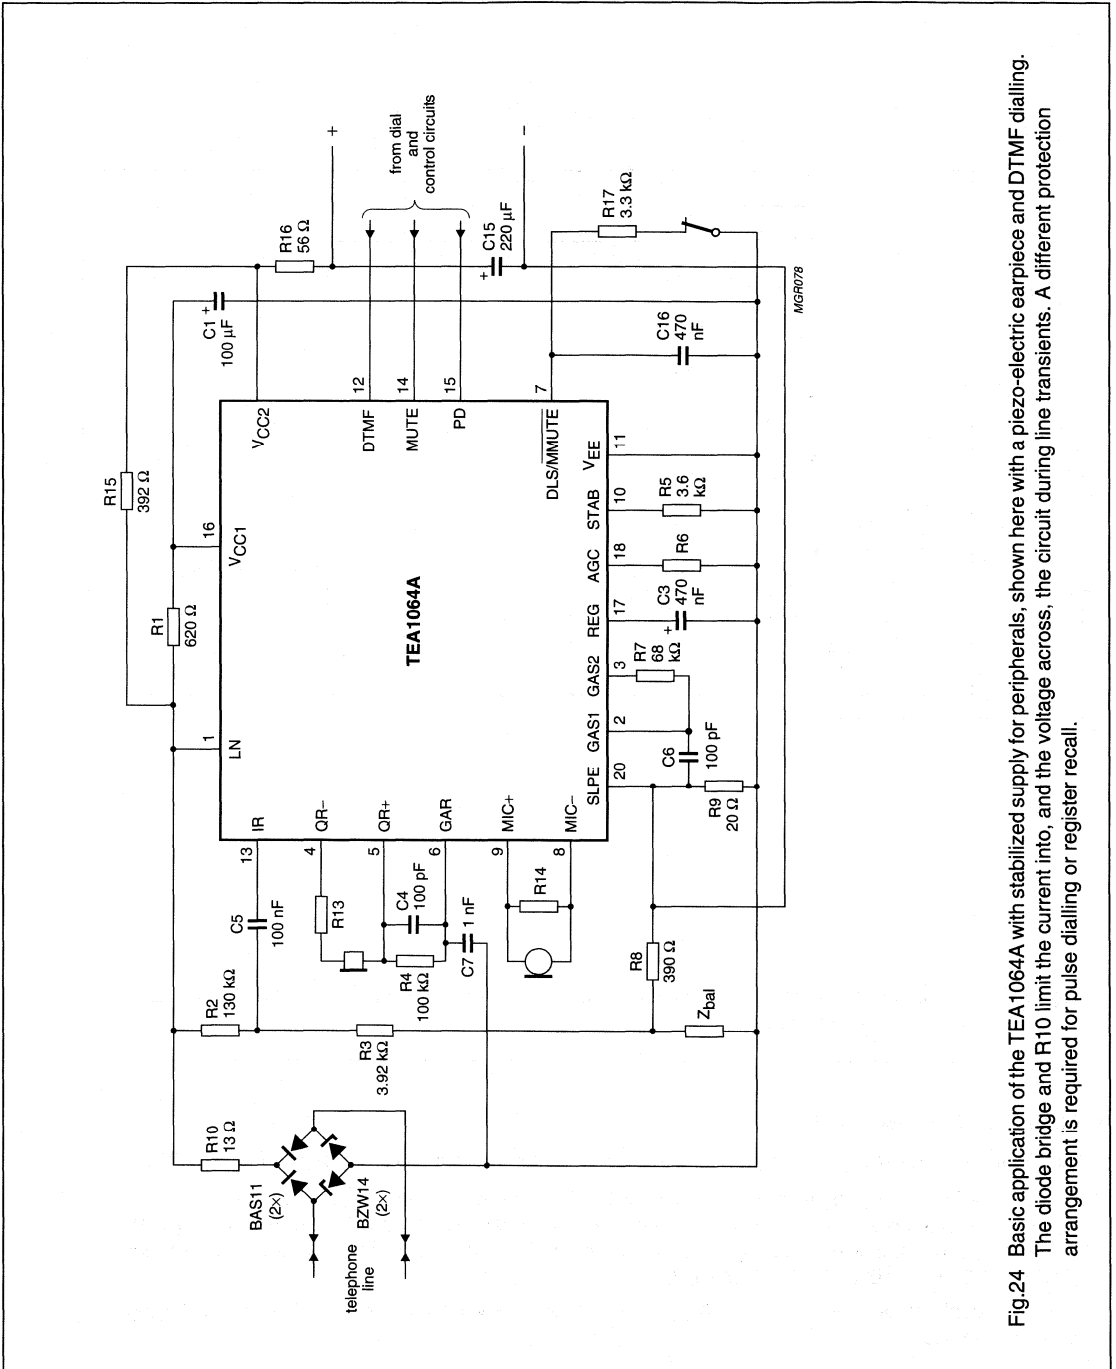 R15
392 Ω
R1
620 Ω
C1 +
100 µF
R16
56 Ω
+
from dial
and
control circuits
1
LN
16
VCC1
VCC2
R10
13 Ω
R2
130 kΩ
C5
100 nF
13
IR
BAS11
(2×)
BZW14
(2×)
telephone
line
R3
3.92 kΩ
R13
4
QR−
5
QR+
C4
100 pF
R4
100 kΩ
6
GAR
C7
1 nF
9
MIC+
R14
8
MIC−
TEA1064A
12
DTMF
14
MUTE
15
PD
7
DLS/MMUTE
C15
220 µF
+
−
R17
3.3 kΩ
SLPE
20
GAS1
2
GAS2
3
REG
17
AGC
18
STAB
10
VEE
11
R8
390 Ω
Zbal
R9
20 Ω
C6
100 pF
R7
68
kΩ
C3
470
nF
+
R6
R5
3.6
kΩ
C16
470
nF
MGR078
Fig.24 Basic application of the TEA1064A with stabilized supply for peripherals, shown here with a piezo-electric earpiece and DTMF dialling.
The diode bridge and R10 limit the current into, and the voltage across, the circuit during line transients. A different protection
arrangement is required for pulse dialling or register recall.